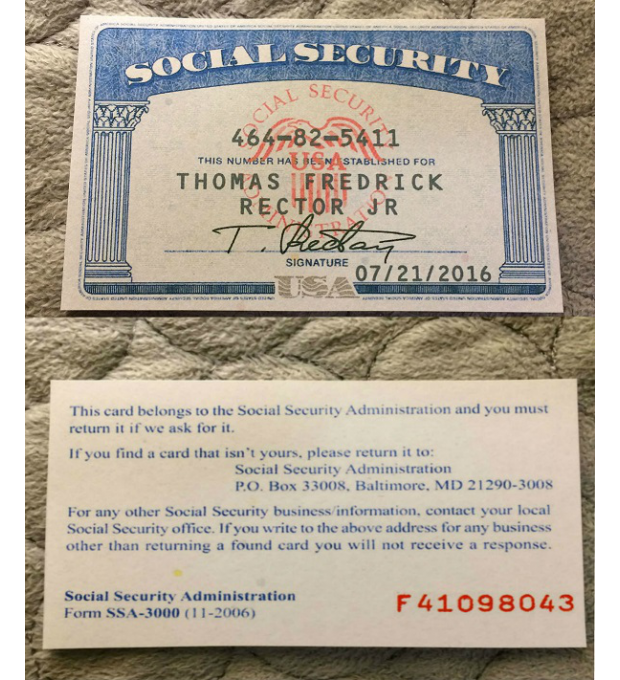 SOCIAL SECURITY
SOCIAL SECURITY ADMINISTRATION
464-82-5411
THIS NUMBER HAS BEEN ESTABLISHED FOR
USA
THOMAS FREDRICK
RECTOR JR
T. Rector
SIGNATURE
07/21/2016
USA
This card belongs to the Social Security Administration and you must
return it if we ask for it.
If you find a card that isn't yours, please return it to:
Social Security Administration
P.O. Box 33008, Baltimore, MD 21290-3008
For any other Social Security business/information, contact your local
Social Security office. If you write to the above address for any business
other than returning a found card you will not receive a response.
Social Security Administration
Form SSA-3000 (11-2006)
F41098043